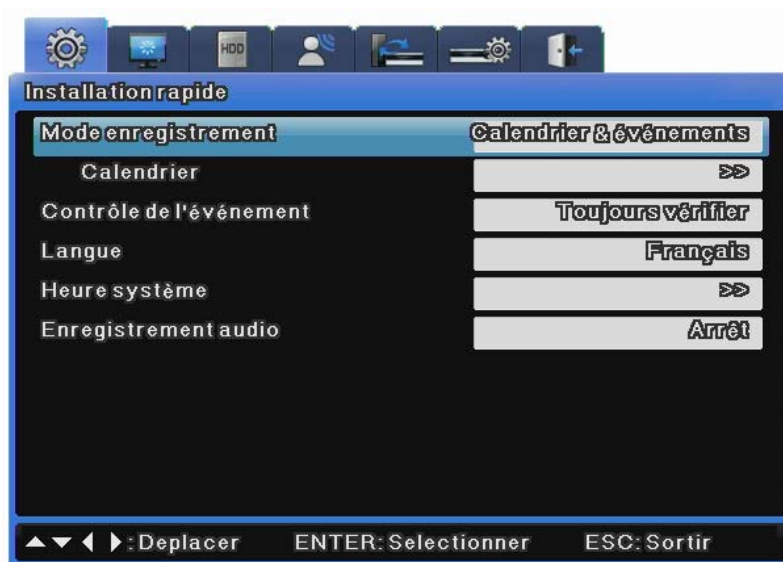 HDD
Installation rapide
Mode enregistrement Calendrier & événements
Calendrier >>
Contrôle de l'événement Toujours vérifier
Langue Français
Heure système >>
Enregistrement audio Arrêt
:Deplacer ENTER:Selectionner ESC:Sortir